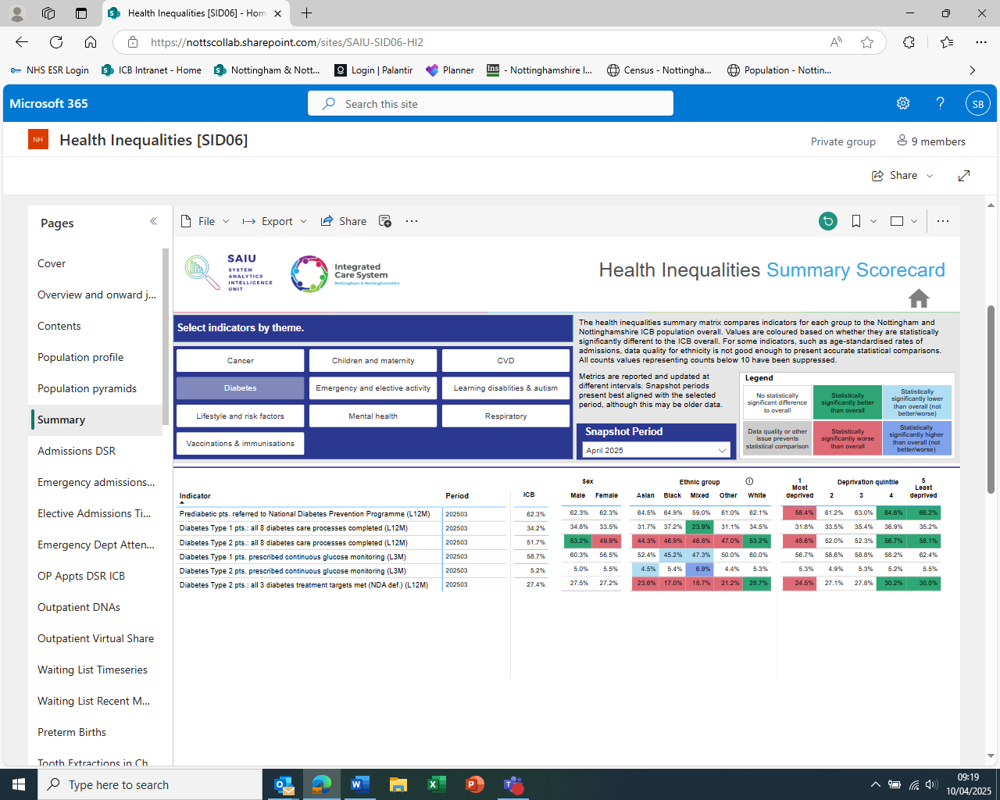 Health Inequalities [SID06] - Hom
https://nottscollab.sharepoint.com/sites/SAIU-SID06-HI2
NHS ESR Login
ICB Intranet - Home
Nottingham & Nott...
Login | Palantir
Planner
Ins - Nottinghamshire I...
Census - Nottingha...
Population - Nottin...
Microsoft 365
Search this site
SB
NH
Health Inequalities [SID06]
Private group
9 members
Share
Pages
File
Export
Share
Cover
Overview and onward j...
Contents
Population profile
Population pyramids
Summary
Admissions DSR
Emergency admissions...
Elective Admissions Ti...
Emergency Dept Atten...
OP Appts DSR ICB
Outpatient DNAs
Outpatient Virtual Share
Waiting List Timeseries
Waiting List Recent M...
Preterm Births
Tooth Extractions in Ch
SAIU
SYSTEM
ANALYTICS
INTELLIGENCE
UNIT
Integrated
Care System
Nottingham & Nottinghamshire
Health Inequalities Summary Scorecard
Select indicators by theme.
Cancer
Children and maternity
CVD
Diabetes
Emergency and elective activity
Learning disablities & autism
Lifestyle and risk factors
Mental health
Respiratory
Vaccinations & immunisations
The health inequalities summary matrix compares indicators for each group to the Nottingham and
Nottinghamshire ICB population overall. Values are coloured based on whether they are statistically
significantly different to the ICB overall. For some indicators, such as age-standardised rates of
admissions, data quality for ethnicity is not good enough to present accurate statistical comparisons.
All counts values representing counts below 10 have been suppressed.
Metrics are reported and updated at
different intervals. Snapshot periods
present best aligned with the selected
period, although this may be older data.
Snapshot Period
April 2025
Legend
No statistically
significant difference
to overall
Statistically
significantly better
than overall
Statistically
significantly lower
than overall (not
better/worse)
Data quality or other
issue prevents
statistical comparison
Statistically
significantly worse
than overall
Statistically
significantly higher
than overall (not
better/worse)
Sex
Ethnic group
Deprivation quintile
Indicator Period ICB Male Female Asian Black Mixed Other White 1 Most deprived 2 3 4 5 Least deprived
Prediabetic pts. referred to National Diabetes Prevention Programme (L12M) 202503 62.3% 62.3% 62.3% 64.5% 64.9% 59.0% 61.0% 62.1% 58.4% 61.2% 63.0% 64.6% 66.2%
Diabetes Type 1 pts.: all 8 diabetes care processes completed (L12M) 202503 34.2% 34.8% 33.5% 31.7% 37.2% 23.9% 31.1% 34.5% 31.8% 33.5% 35.4% 36.9% 35.2%
Diabetes Type 2 pts.: all 8 diabetes care processes completed (L12M) 202503 51.7% 53.2% 49.9% 44.3% 46.9% 46.8% 47.0% 53.2% 45.6% 52.0% 52.3% 56.7% 58.1%
Diabetes Type 1 pts. prescribed continuous glucose monitoring (L3M) 202503 58.7% 60.3% 56.5% 52.4% 45.2% 47.3% 50.0% 60.0% 56.7% 58.6% 58.8% 58.2% 62.4%
Diabetes Type 2 pts. prescribed continuous glucose monitoring (L3M) 202503 5.2% 5.0% 5.5% 4.5% 5.4% 6.9% 4.4% 5.3% 5.3% 4.9% 5.3% 5.2% 5.5%
Diabetes Type 2 pts.: all 3 diabetes treatment targets met (NDA def.) (L12M) 202503 27.4% 27.5% 27.2% 23.6% 17.0% 18.7% 21.2% 28.7% 24.5% 27.1% 27.8% 30.2% 30.0%
Type here to search
09:19
10/04/2025